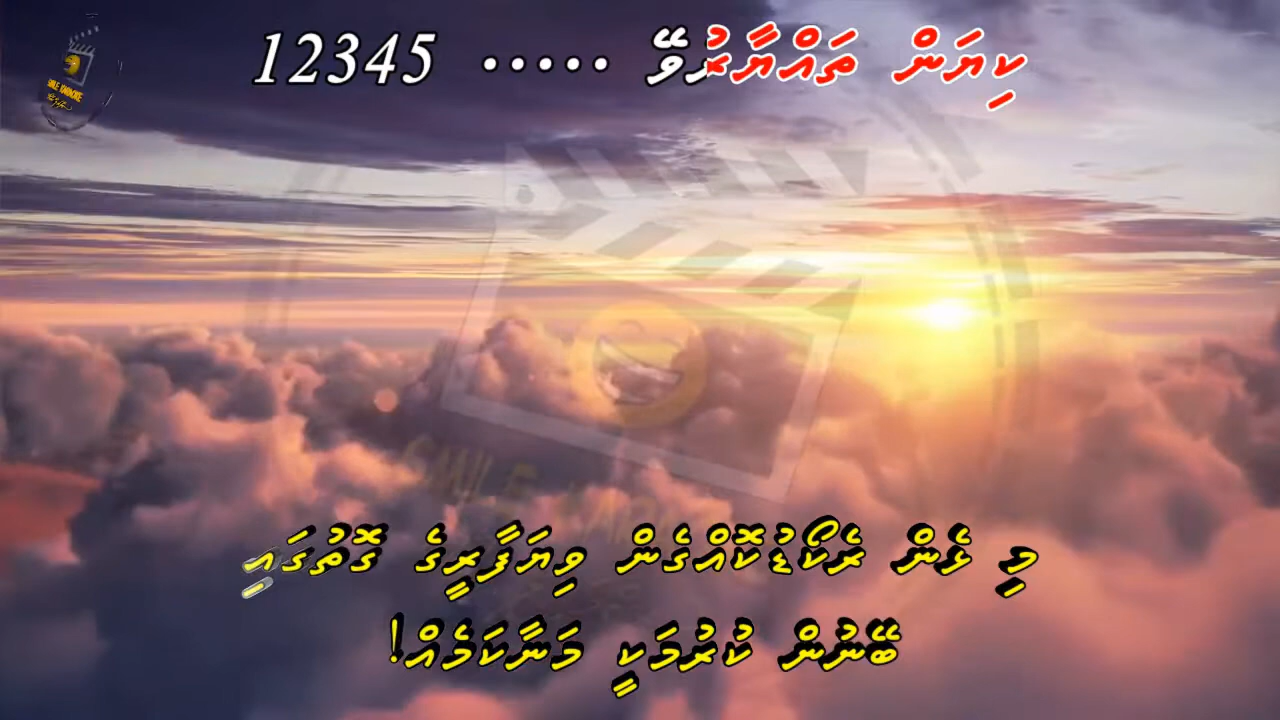 ކިޔަން ތައްޔާރުވޭ ..... 12345
މީ ޅެން ރެކޯޑުކޮއްގެން ވިޔަފާރީގެ ގޮތުގައި
ބޭނުން ކުރުމަކީ މަނާކަމެއް!